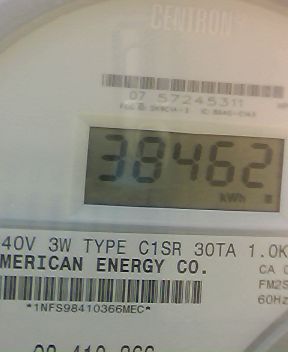 CENTRON
07 57245311
38462
kWh
40V 3W TYPE C1SR 30TA 1.0K
MERICAN ENERGY CO.
CA 0
FM2S
60Hz
*1NFS98410366MEC*